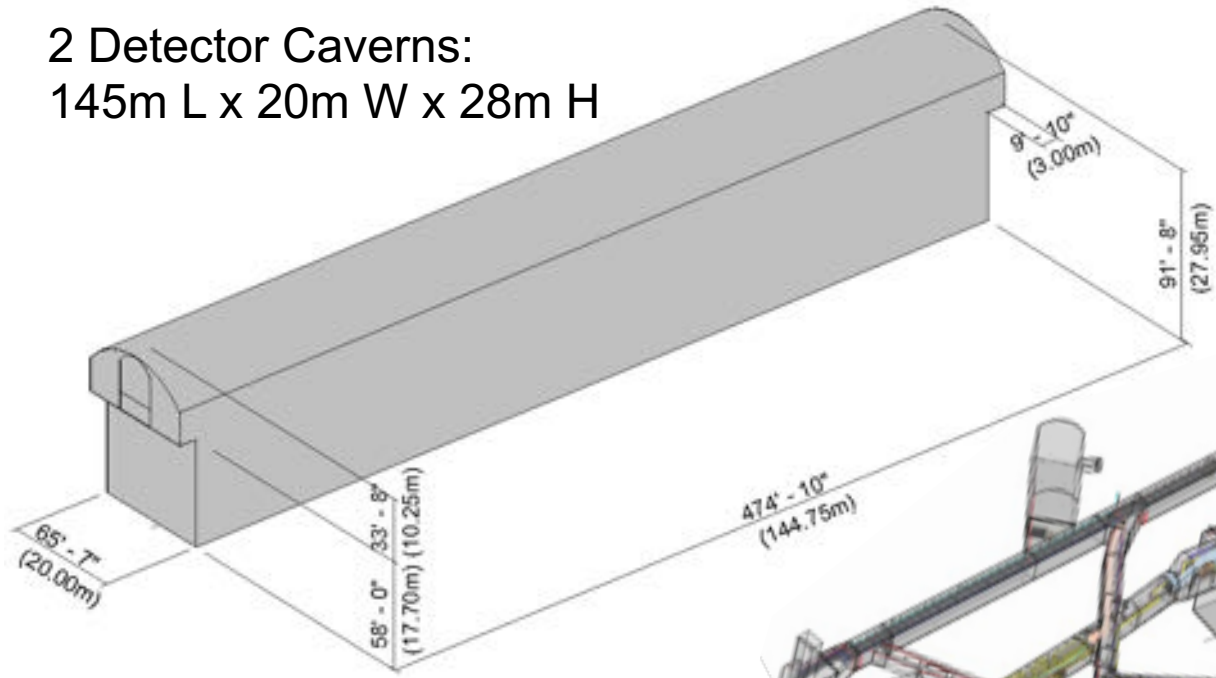 2 Detector Caverns:
145m L x 20m W x 28m H
9' - 10"
(3.00m)
91' - 8"
(27.95m)
474' - 10"
(144.75m)
33' - 8"
(10.25m)
58' - 0"
(17.70m)
65' - 7"
(20.00m)